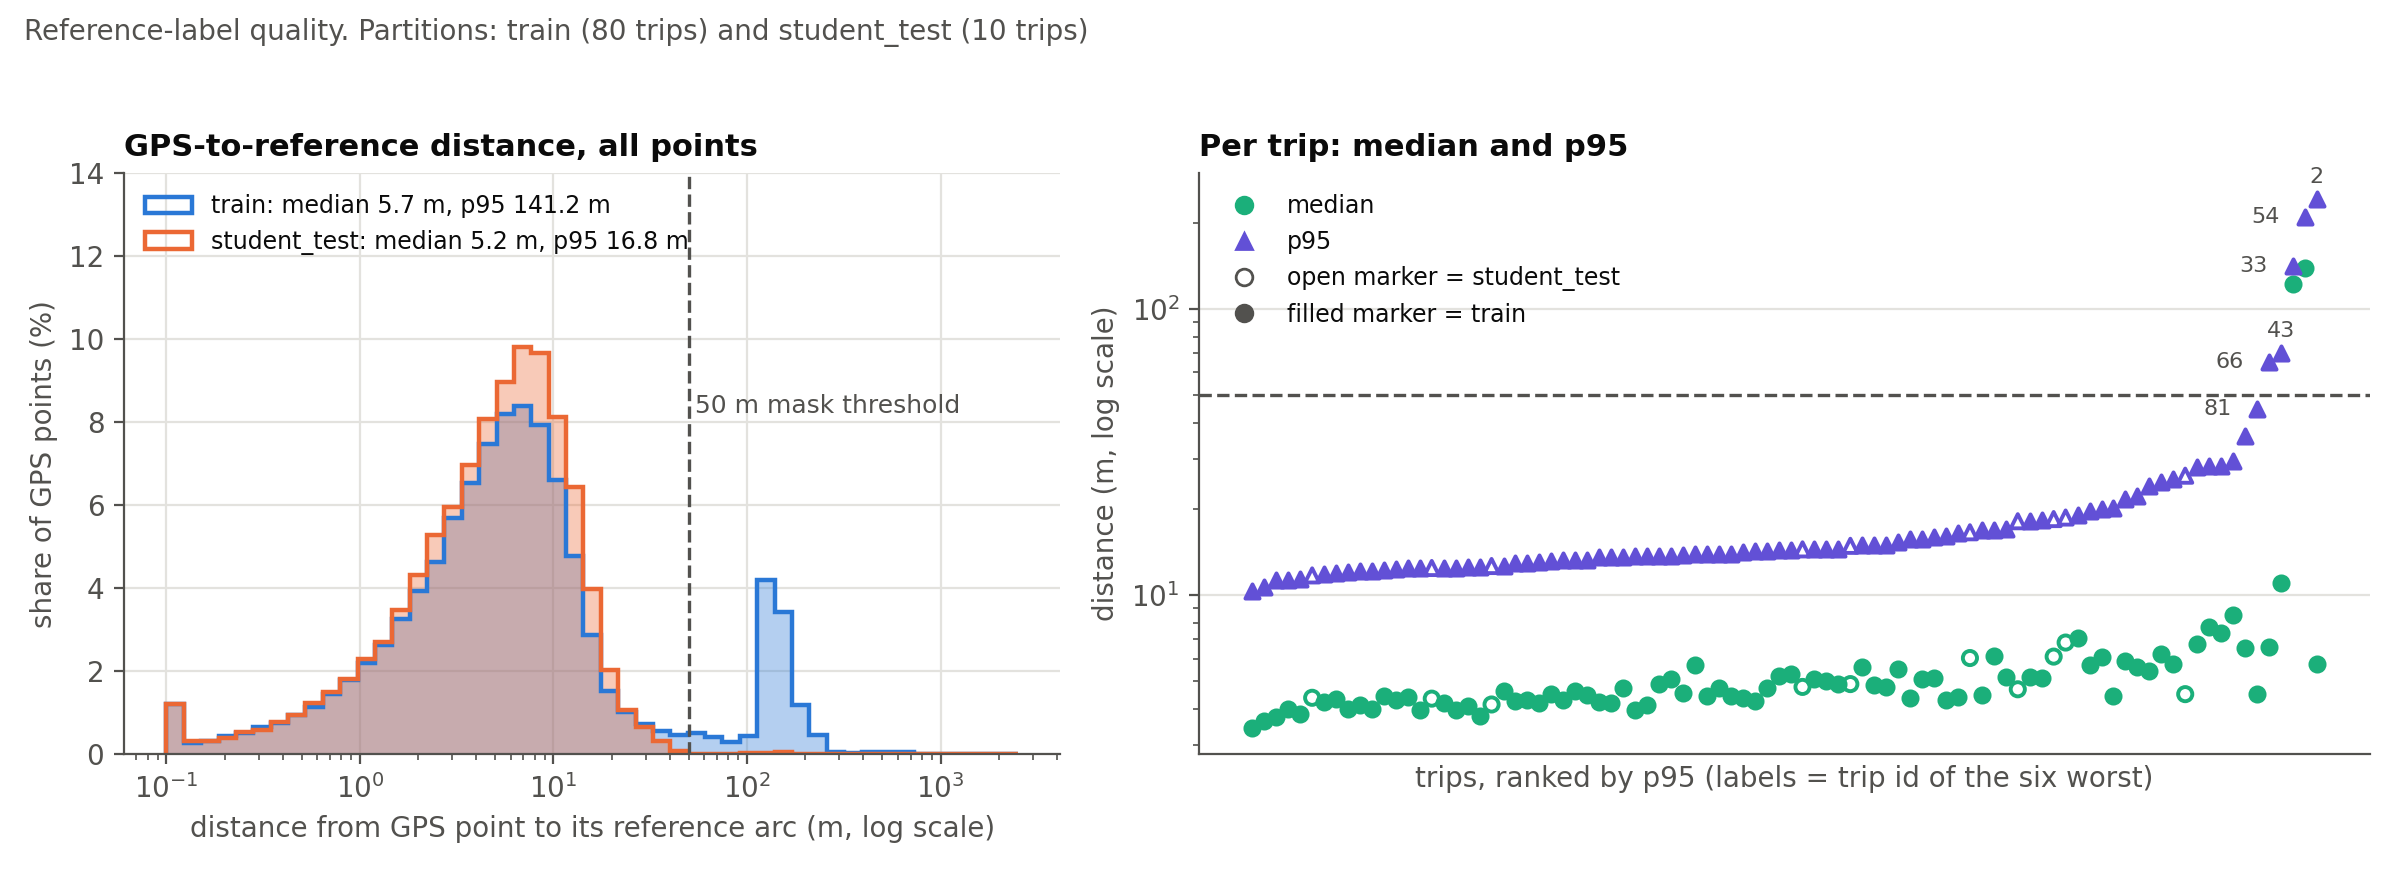 Reference-label quality. Partitions: train (80 trips) and student_test (10 trips)
GPS-to-reference distance, all points
14
12
10
8
6
4
2
0
share of GPS points (%)
train: median 5.7 m, p95 141.2 m
student_test: median 5.2 m, p95 16.8 m
50 m mask threshold
10⁻¹ 10⁰ 10¹ 10² 10³
distance from GPS point to its reference arc (m, log scale)
Per trip: median and p95
median
p95
open marker = student_test
filled marker = train
10²
10¹
distance (m, log scale)
2
54
33
43
66
81
trips, ranked by p95 (labels = trip id of the six worst)